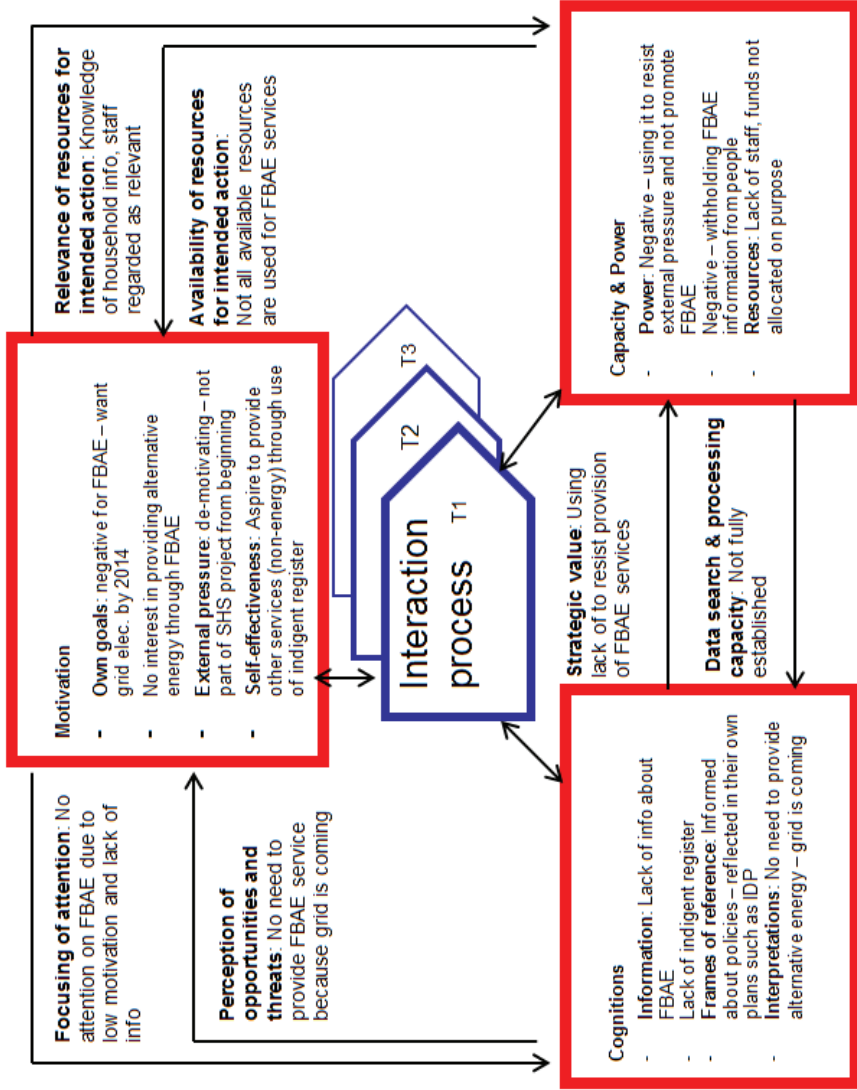 Focusing of attention: No
attention on FBAE due to
low motivation and lack of
info
Perception of
opportunities and
threats: No need to
provide FBAE service
because grid is coming
Motivation
- Own goals: negative for FBAE – want
grid elec. by 2014
- No interest in providing alternative
energy through FBAE
- External pressure: de-motivating – not
part of SHS project from beginning
- Self-effectiveness: Aspire to provide
other services (non-energy) through use
of indigent register
Relevance of resources for
intended action: Knowledge
of household info, staff
regarded as relevant
Availability of resources
for intended action:
Not all available resources
are used for FBAE services
Interaction
process
T1
T2
T3
Cognitions
- Information: Lack of info about
FBAE
- Lack of indigent register
- Frames of reference: Informed
about policies – reflected in their own
plans such as IDP
- Interpretations: No need to provide
alternative energy – grid is coming
Strategic value: Using
lack of to resist provision
of FBAE services
Data search & processing
capacity: Not fully
established
Capacity & Power
- Power: Negative – using it to resist
external pressure and not promote
FBAE
- Negative – withholding FBAE
information from people
- Resources: Lack of staff, funds not
allocated on purpose